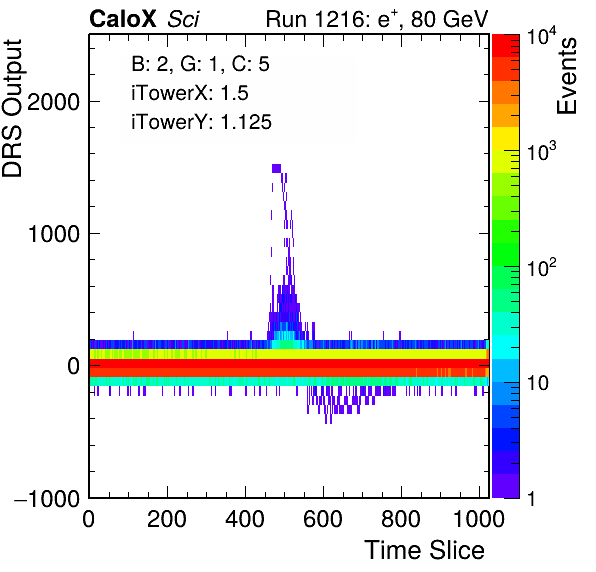 CaloX Sci Run 1216: e⁺, 80 GeV
B: 2, G: 1, C: 5
iTowerX: 1.5
iTowerY: 1.125
DRS Output
2000
1000
0
−1000
0 200 400 600 800 1000
Time Slice
Events
10⁴
10³
10²
10
1